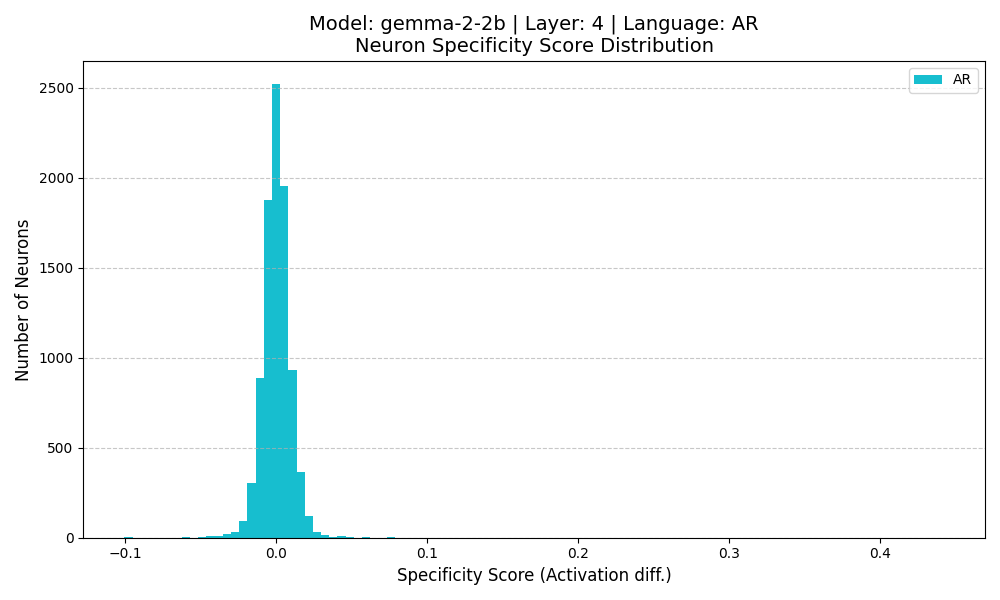 Model: gemma-2-2b | Layer: 4 | Language: AR
Neuron Specificity Score Distribution
AR
2500
2000
1500
1000
500
0
Number of Neurons
−0.1
0.0
0.1
0.2
0.3
0.4
Specificity Score (Activation diff.)